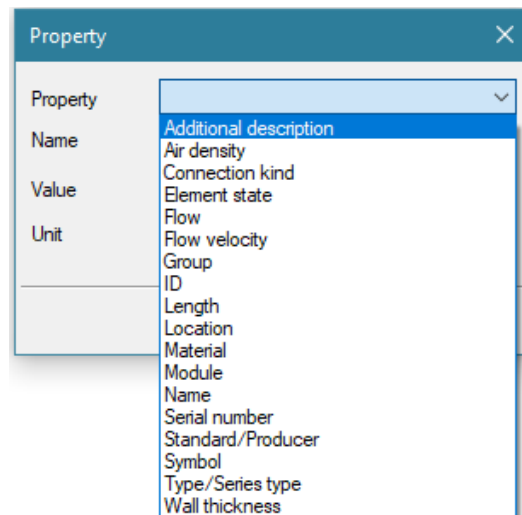 Property
Property
Name
Value
Unit
Additional description
Air density
Connection kind
Element state
Flow
Flow velocity
Group
ID
Length
Location
Material
Module
Name
Serial number
Standard/Producer
Symbol
Type/Series type
Wall thickness